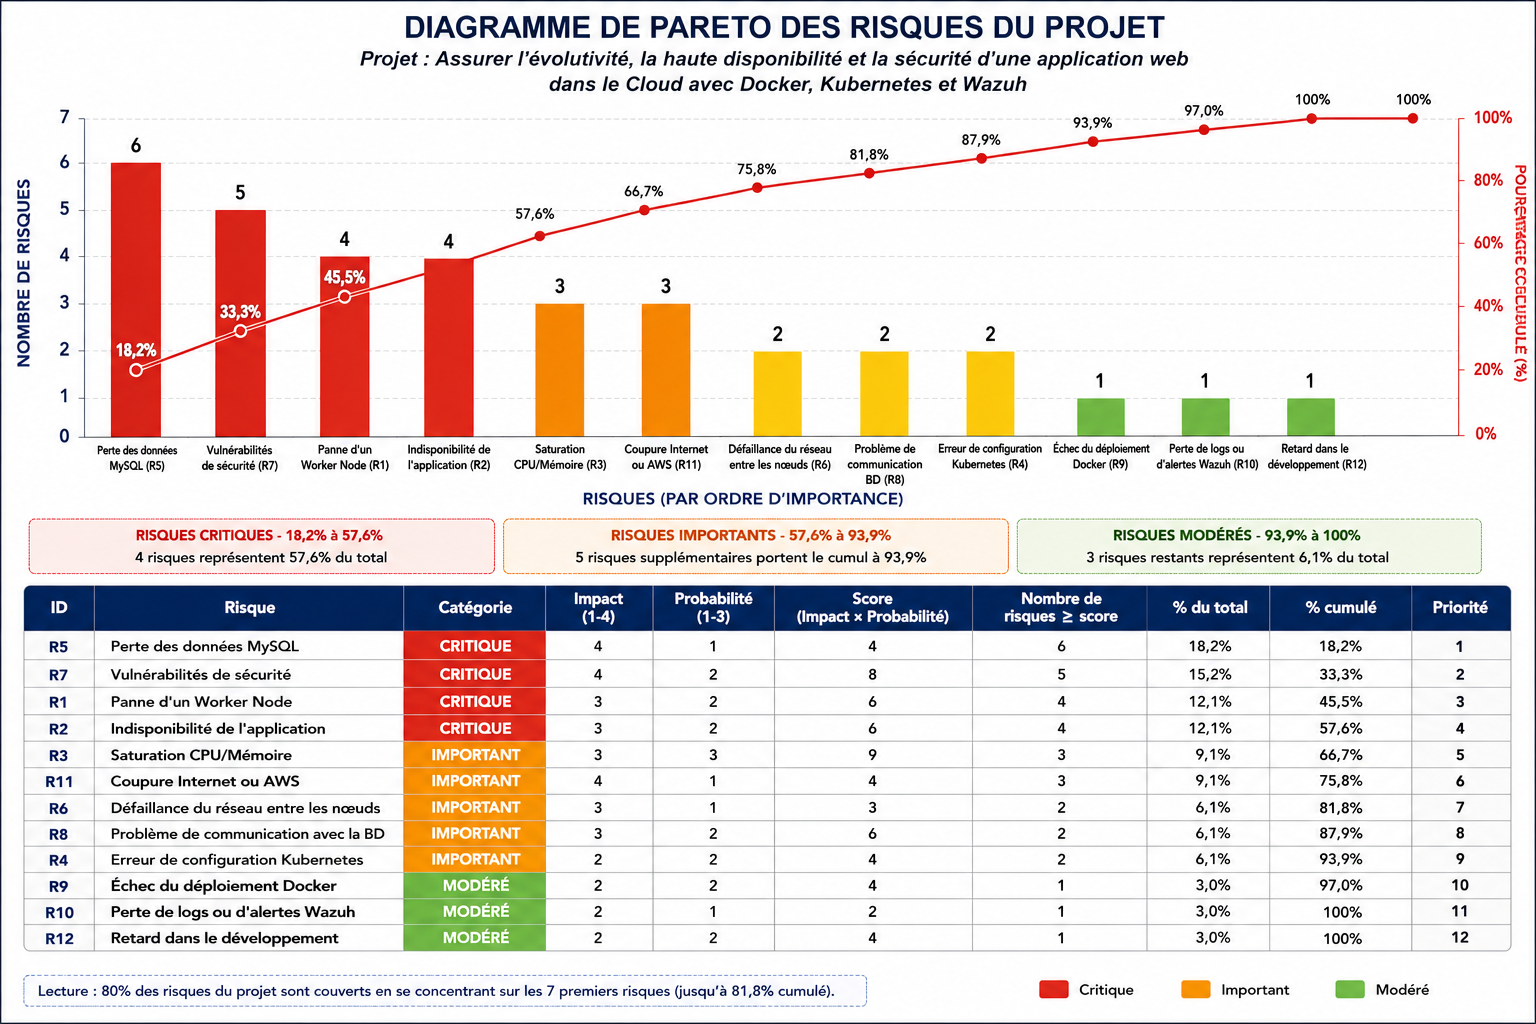 DIAGRAMME DE PARETO DES RISQUES DU PROJET
Projet : Assurer l'évolutivité, la haute disponibilité et la sécurité d'une application web
dans le Cloud avec Docker, Kubernetes et Wazuh
NOMBRE DE RISQUES
7
6
5
4
3
2
1
0
6
5
4
4
3
3
2
2
2
1
1
1
18,2%
33,3%
45,5%
57,6%
66,7%
75,8%
81,8%
87,9%
93,9%
97,0%
100%
100%
100%
80%
60%
40%
20%
0%
(%)
Perte des données
MySQL (R5)
Vulnérabilités
de sécurité (R7)
Panne d'un
Worker Node (R1)
Indisponibilité de
l'application (R2)
Saturation
CPU/Mémoire (R3)
Coupure Internet
ou AWS (R11)
Défaillance du réseau
entre les nœuds (R6)
Problème de
communication
BD (R8)
Erreur de configuration
Kubernetes (R4)
Échec du déploiement
Docker (R9)
Perte de logs ou
d'alertes Wazuh (R10)
Retard dans le
développement (R12)
RISQUES (PAR ORDRE D'IMPORTANCE)
RISQUES CRITIQUES - 18,2% à 57,6%
4 risques représentent 57,6% du total
RISQUES IMPORTANTS - 57,6% à 93,9%
5 risques supplémentaires portent le cumul à 93,9%
RISQUES MODÉRÉS - 93,9% à 100%
3 risques restants représentent 6,1% du total
ID Risque Catégorie Impact (1-4) Probabilité (1-3) Score (Impact × Probabilité) Nombre de risques ≥ score % du total % cumulé Priorité
R5 Perte des données MySQL CRITIQUE 4 1 4 6 18,2% 18,2% 1
R7 Vulnérabilités de sécurité CRITIQUE 4 2 8 5 15,2% 33,3% 2
R1 Panne d'un Worker Node CRITIQUE 3 2 6 4 12,1% 45,5% 3
R2 Indisponibilité de l'application CRITIQUE 3 2 6 4 12,1% 57,6% 4
R3 Saturation CPU/Mémoire IMPORTANT 3 3 9 3 9,1% 66,7% 5
R11 Coupure Internet ou AWS IMPORTANT 4 1 4 3 9,1% 75,8% 6
R6 Défaillance du réseau entre les nœuds IMPORTANT 3 1 3 2 6,1% 81,8% 7
R8 Problème de communication avec la BD IMPORTANT 3 2 6 2 6,1% 87,9% 8
R4 Erreur de configuration Kubernetes IMPORTANT 2 2 4 2 6,1% 93,9% 9
R9 Échec du déploiement Docker MODÉRÉ 2 2 4 1 3,0% 97,0% 10
R10 Perte de logs ou d'alertes Wazuh MODÉRÉ 2 1 2 1 3,0% 100% 11
R12 Retard dans le développement MODÉRÉ 2 2 4 1 3,0% 100% 12
Lecture : 80% des risques du projet sont couverts en se concentrant sur les 7 premiers risques (jusqu'à 81,8% cumulé).
Critique
Important
Modéré